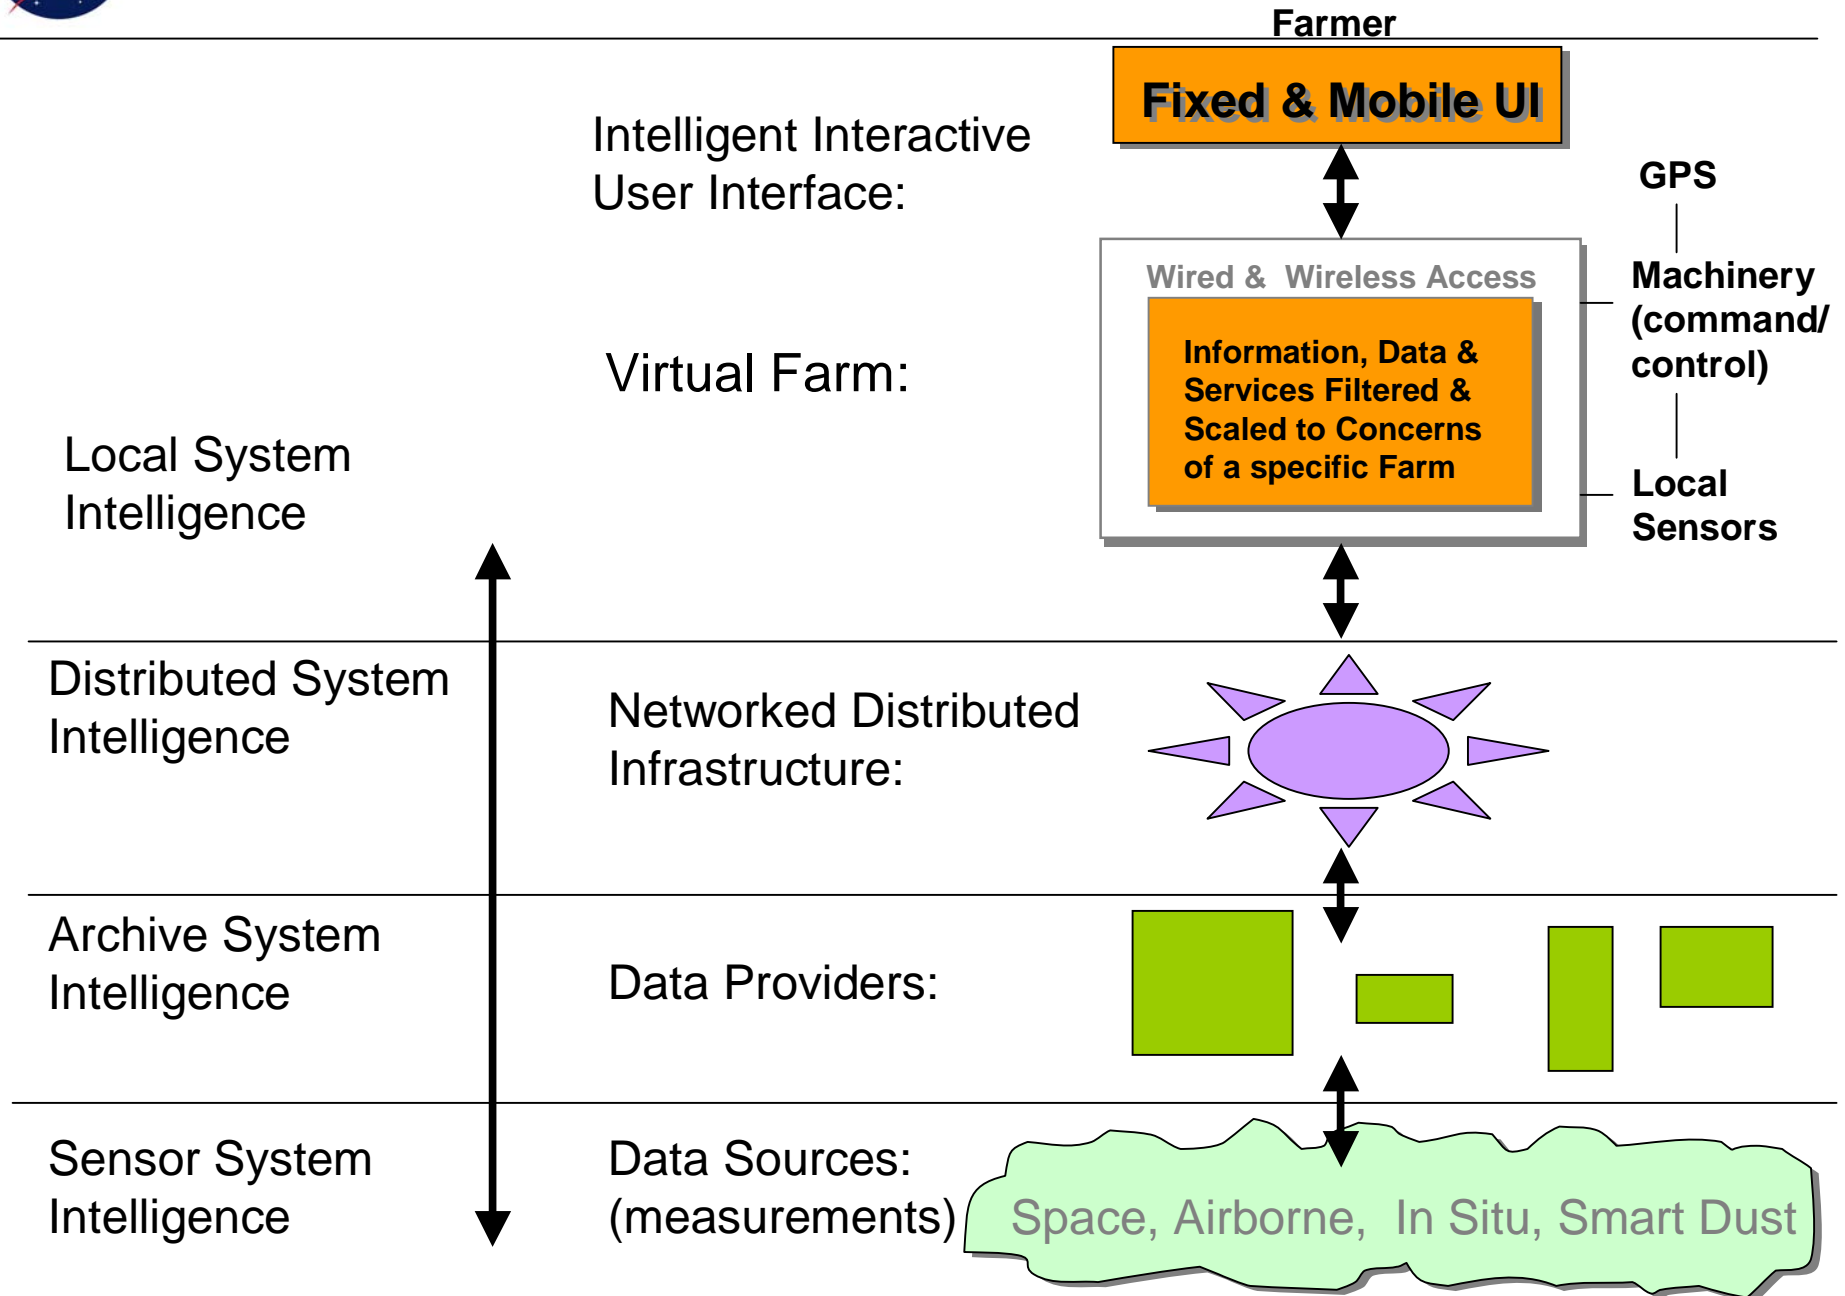 Farmer
Fixed & Mobile UI
Intelligent Interactive
User Interface:
GPS
Wired & Wireless Access
Machinery
(command/
control)
Information, Data &
Services Filtered &
Scaled to Concerns
of a specific Farm
Virtual Farm:
Local System
Intelligence
Local
Sensors
Distributed System
Intelligence
Networked Distributed
Infrastructure:
Archive System
Intelligence
Data Providers:
Sensor System
Intelligence
Data Sources:
(measurements)
Space, Airborne, In Situ, Smart Dust